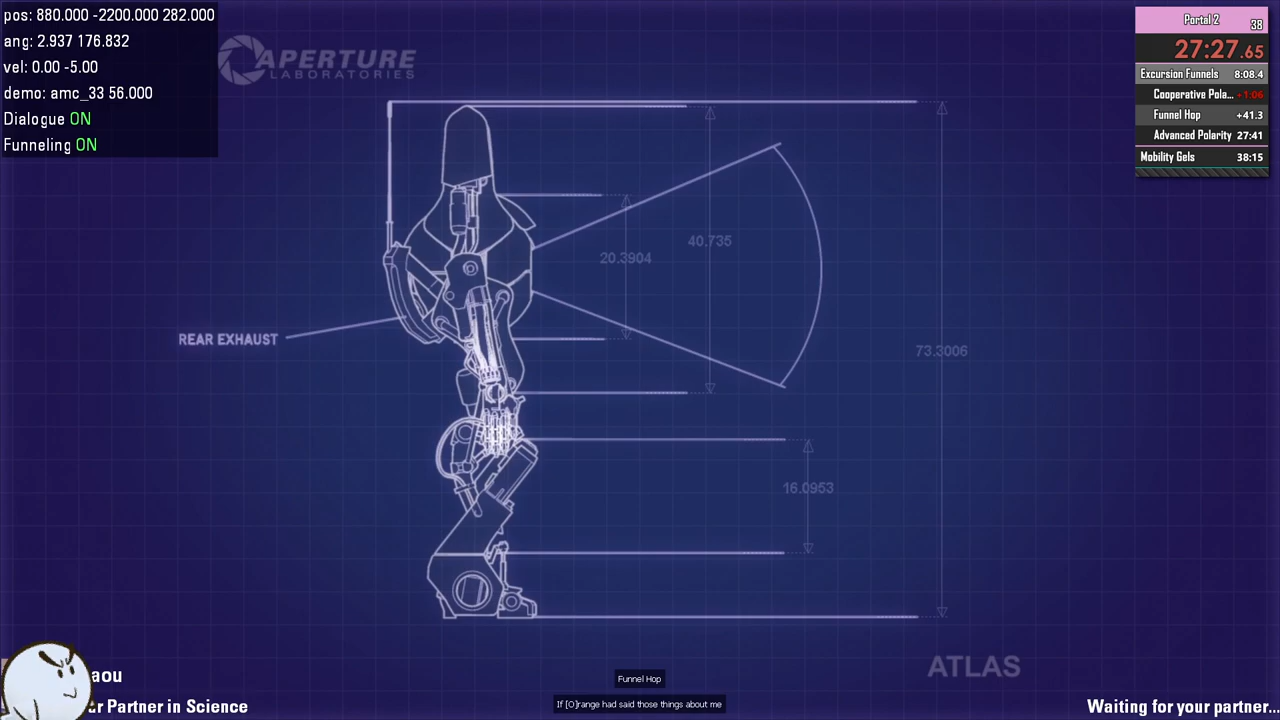 pos: 880.000 -2200.000 282.000
ang: 2.937 176.832
vel: 0.00 -5.00
demo: amc_33 56.000
Dialogue ON
Funneling ON
APERTURE
LABORATORIES
Portal 2
38
27:27.65
Excursion Funnels 8:08.4
Cooperative Pola... +1:06
Funnel Hop +41.3
Advanced Polarity 27:41
Mobility Gels 38:15
40.735
20.3904
REAR EXHAUST
73.3006
16.0953
ATLAS
aou
ur Partner in Science
Funnel Hop
If [O]range had said those things about me
Waiting for your partner...